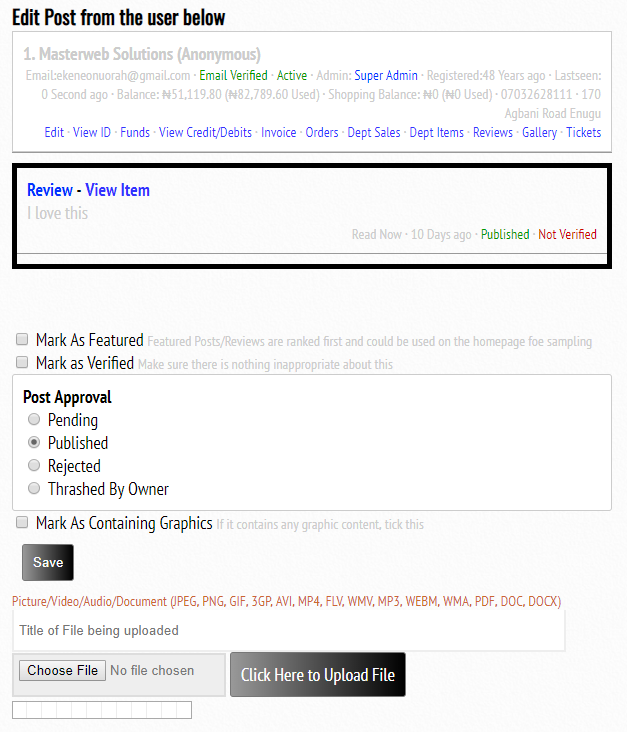 Edit Post from the user below
1. Masterweb Solutions (Anonymous)
Email:ekeneonuorah@gmail.com · Email Verified · Active · Admin: Super Admin · Registered:48 Years ago · Lastseen:
0 Second ago · Balance: ₦51,119.80 (₦82,789.60 Used) · Shopping Balance: ₦0 (₦0 Used) · 07032628111 · 170
Agbani Road Enugu
Edit · View ID · Funds · View Credit/Debits · Invoice · Orders · Dept Sales · Dept Items · Reviews · Gallery · Tickets
Review - View Item
I love this
Read Now · 10 Days ago · Published · Not Verified
Mark As Featured Featured Posts/Reviews are ranked first and could be used on the homepage foe sampling
Mark as Verified Make sure there is nothing inappropriate about this
Post Approval
Pending
Published
Rejected
Thrashed By Owner
Mark As Containing Graphics If it contains any graphic content, tick this
Save
Picture/Video/Audio/Document (JPEG, PNG, GIF, 3GP, AVI, MP4, FLV, WMV, MP3, WEBM, WMA, PDF, DOC, DOCX)
Title of File being uploaded
Choose File No file chosen Click Here to Upload File